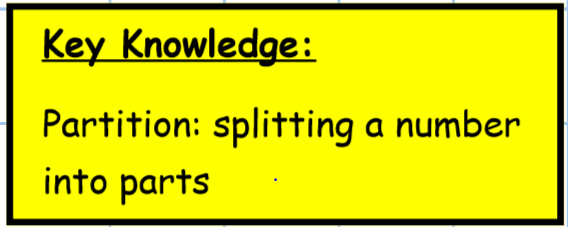 Key Knowledge:
Partition: splitting a number
into parts